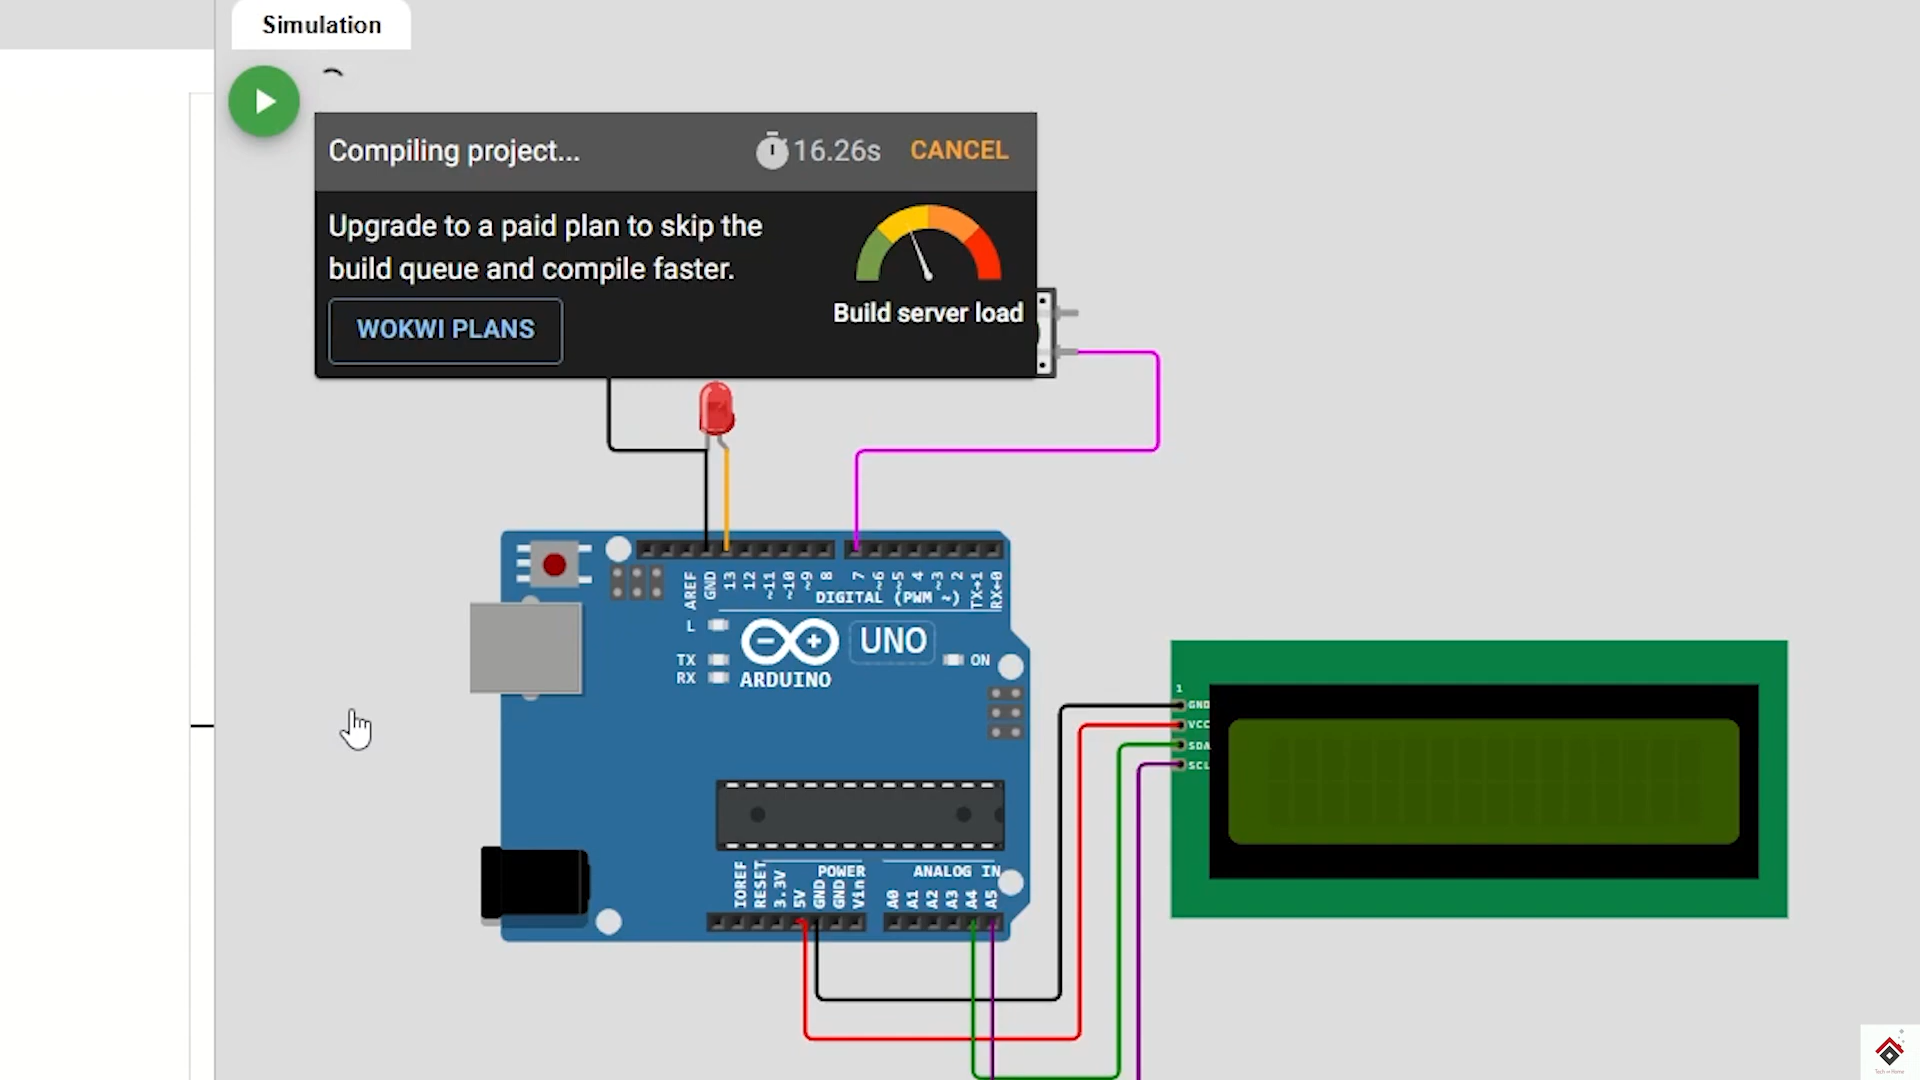 Simulation
Compiling project...
16.26s
CANCEL
Upgrade to a paid plan to skip the
build queue and compile faster.
WOKWI PLANS
Build server load
AREF
GND
13
12
~11
~10
~9
8
7
~6
~5
4
~3
2
TX→1
RX←0
DIGITAL (PWM ~)
L
TX
RX
UNO
ON
ARDUINO
1
GND
VCC
SDA
SCL
IOREF
RESET
3.3V
5V
GND
GND
Vin
POWER
ANALOG IN
A0
A1
A2
A3
A4
A5
Tech at Home